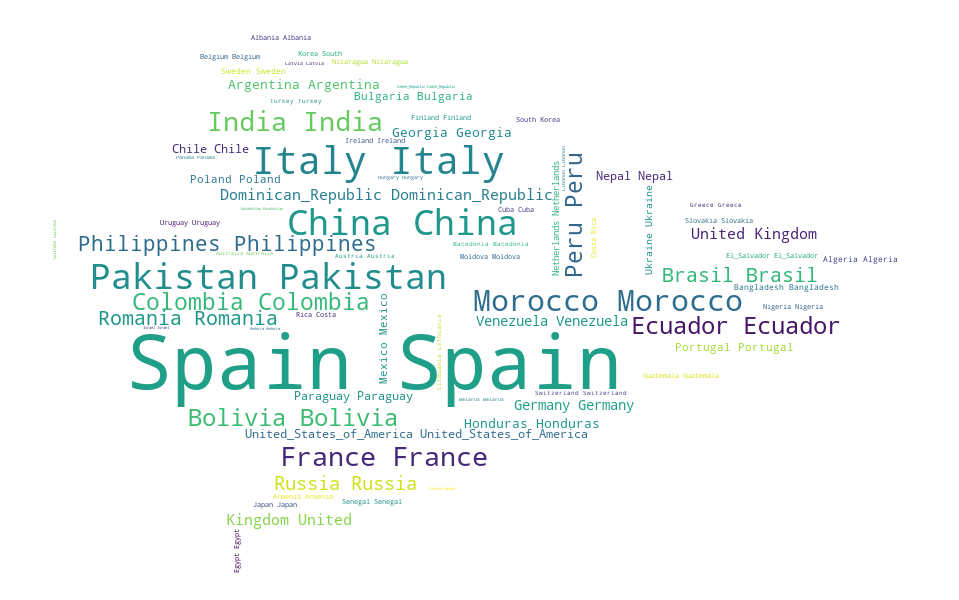 Albania Albania
Korea South
Belgium Belgium
Latvia Latvia
Nicaragua Nicaragua
Sweden Sweden
Argentina Argentina
Czech_Republic Czech_Republic
Bulgaria Bulgaria
Turkey Turkey
India India
Finland Finland
South Korea
Georgia Georgia
Ireland Ireland
Chile Chile
Panama Panama
Italy Italy
Lebanon Lebanon
Peru Peru
Nepal Nepal
Poland Poland
Hungary Hungary
Dominican_Republic Dominican_Republic
Netherlands Netherlands
Ukraine Ukraine
Greece Greece
Kazakhstan Kazakhstan
Cuba Cuba
Uruguay Uruguay
China China
Costa Rica
Slovakia Slovakia
United Kingdom
Philippines Philippines
Macedonia Macedonia
Australia Australia
Austria Austria
Moldova Moldova
El_Salvador El_Salvador
Algeria Algeria
Pakistan Pakistan
Brasil Brasil
Bangladesh Bangladesh
Colombia Colombia
Morocco Morocco
Nigeria Nigeria
Romania Romania
Rica Costa
Mexico Mexico
Lithuania Lithuania
Venezuela Venezuela
Ecuador Ecuador
Israel Israel
Andorra Andorra
Portugal Portugal
Spain Spain
Guatemala Guatemala
Paraguay Paraguay
Belarus Belarus
Switzerland Switzerland
Germany Germany
Bolivia Bolivia
Honduras Honduras
United_States_of_America United_States_of_America
France France
Russia Russia
Armenia Armenia
Japan Japan
Senegal Senegal
Kingdom United
Egypt Egypt